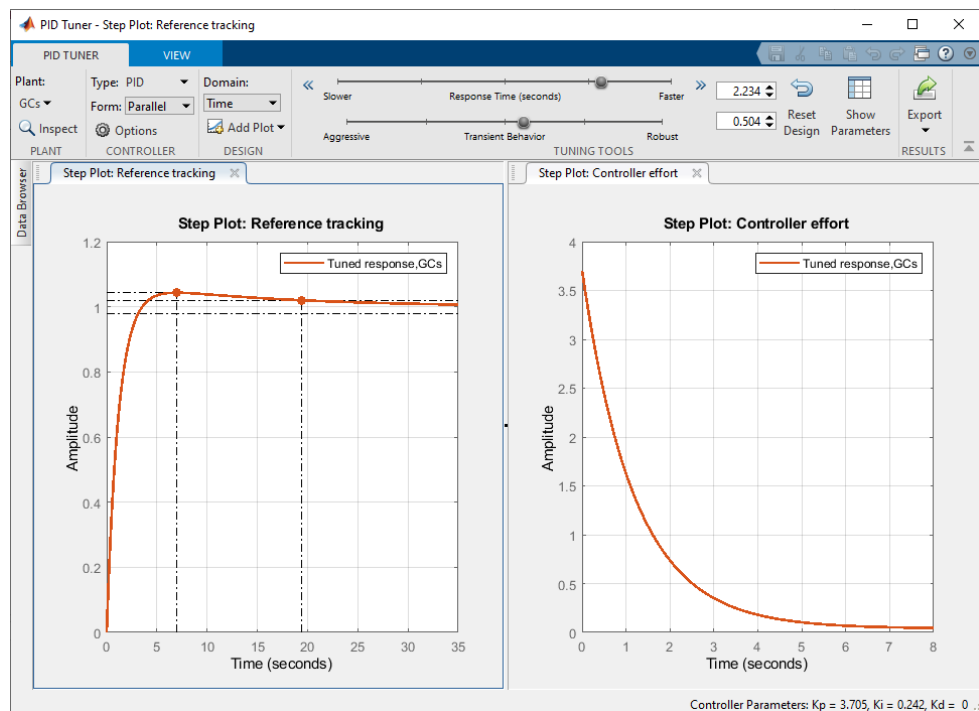 PID Tuner - Step Plot: Reference tracking
PID TUNER VIEW
Plant:
GCs
Inspect
PLANT
Type: PID
Form: Parallel
Options
CONTROLLER
Domain:
Time
Add Plot
DESIGN
Slower Response Time (seconds) Faster
Aggressive Transient Behavior Robust
2.234
0.504
Reset
Design
Show
Parameters
TUNING TOOLS
Export
RESULTS
Data Browser
Step Plot: Reference tracking
Step Plot: Reference tracking
Tuned response,GCs
1.2
1
0.8
0.6
0.4
0.2
0
Amplitude
0 5 10 15 20 25 30 35
Time (seconds)
Step Plot: Controller effort
Step Plot: Controller effort
Tuned response,GCs
4
3.5
3
2.5
2
1.5
1
0.5
0
Amplitude
0 1 2 3 4 5 6 7 8
Time (seconds)
Controller Parameters: Kp = 3.705, Ki = 0.242, Kd = 0